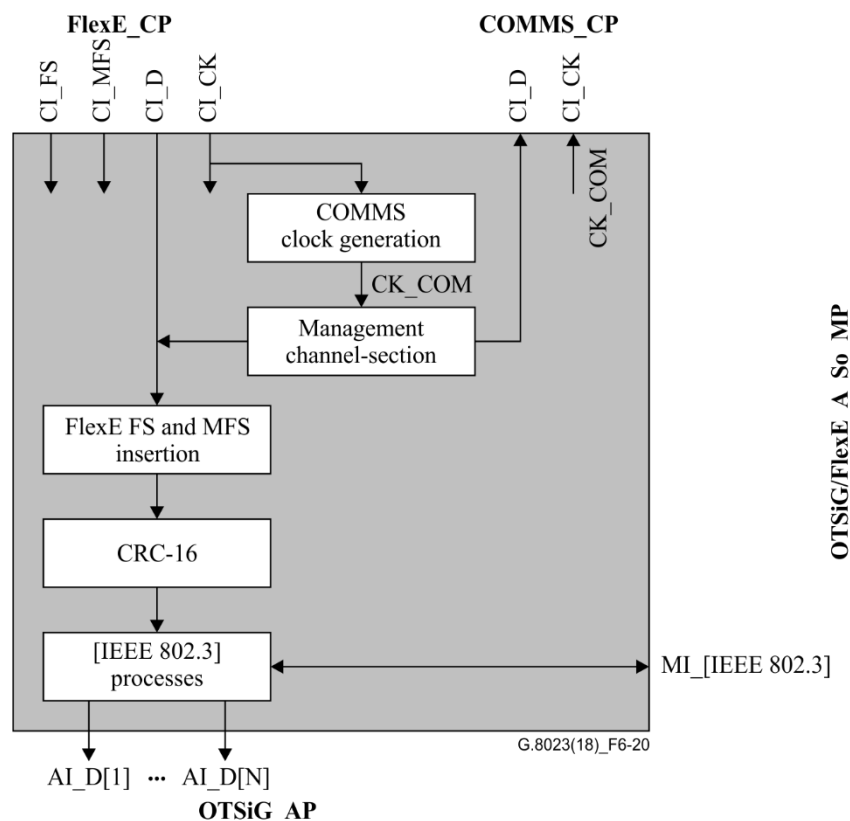 FlexE_CP
COMMS_CP
CI_FS
CI_MFS
CI_D
CI_CK
CI_D
CI_CK
CK_COM
COMMS
clock generation
CK_COM
Management
channel-section
FlexE FS and MFS
insertion
CRC-16
[IEEE 802.3]
processes
MI_[IEEE 802.3]
OTSiG/FlexE_A_So_MP
G.8023(18)_F6-20
AI_D[1] ••• AI_D[N]
OTSiG_AP